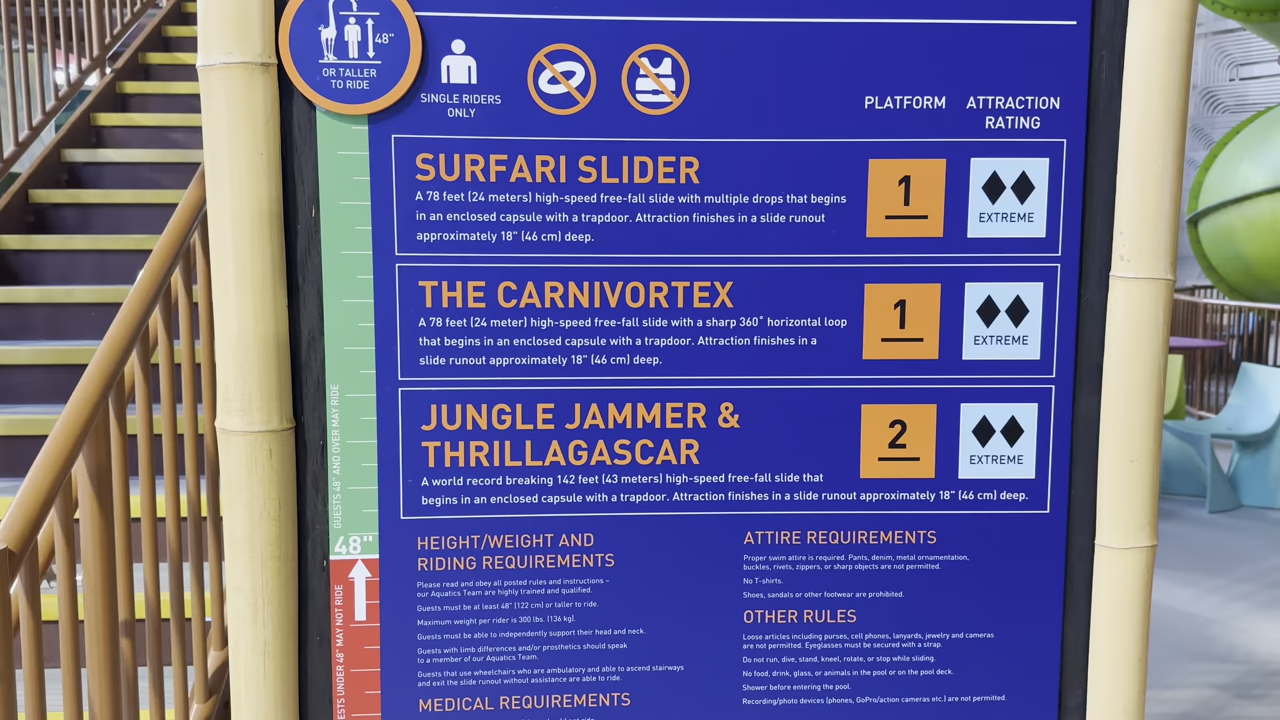 48"
OR TALLER
TO RIDE
SINGLE RIDERS
ONLY
PLATFORM
ATTRACTION
RATING
SURFARI SLIDER
A 78 feet (24 meters) high-speed free-fall slide with multiple drops that begins
in an enclosed capsule with a trapdoor. Attraction finishes in a slide runout
approximately 18" (46 cm) deep.
1
EXTREME
THE CARNIVORTEX
A 78 feet (24 meter) high-speed free-fall slide with a sharp 360° horizontal loop
that begins in an enclosed capsule with a trapdoor. Attraction finishes in a
slide runout approximately 18" (46 cm) deep.
1
EXTREME
JUNGLE JAMMER &
THRILLAGASCAR
A world record breaking 142 feet (43 meters) high-speed free-fall slide that
begins in an enclosed capsule with a trapdoor. Attraction finishes in a slide runout approximately 18" (46 cm) deep.
2
EXTREME
GUESTS 48" AND OVER MAY RIDE
48"
UNDER 48" MAY NOT RIDE
HEIGHT/WEIGHT AND
RIDING REQUIREMENTS
Please read and obey all posted rules and instructions –
our Aquatics Team are highly trained and qualified.
Guests must be at least 48" (122 cm) or taller to ride.
Maximum weight per rider is 300 lbs. (136 kg).
Guests must be able to independently support their head and neck.
Guests with limb differences and/or prosthetics should speak
to a member of our Aquatics Team.
Guests that use wheelchairs who are ambulatory and able to ascend stairways
and exit the slide runout without assistance are able to ride.
MEDICAL REQUIREMENTS
ATTIRE REQUIREMENTS
Proper swim attire is required. Pants, denim, metal ornamentation,
buckles, rivets, zippers, or sharp objects are not permitted.
No T-shirts.
Shoes, sandals or other footwear are prohibited.
OTHER RULES
Loose articles including purses, cell phones, lanyards, jewelry and cameras
are not permitted. Eyeglasses must be secured with a strap.
Do not run, dive, stand, kneel, rotate, or stop while sliding.
No food, drink, glass, or animals in the pool or on the pool deck.
Shower before entering the pool.
Recording/photo devices (phones, GoPro/action cameras etc.) are not permitted.